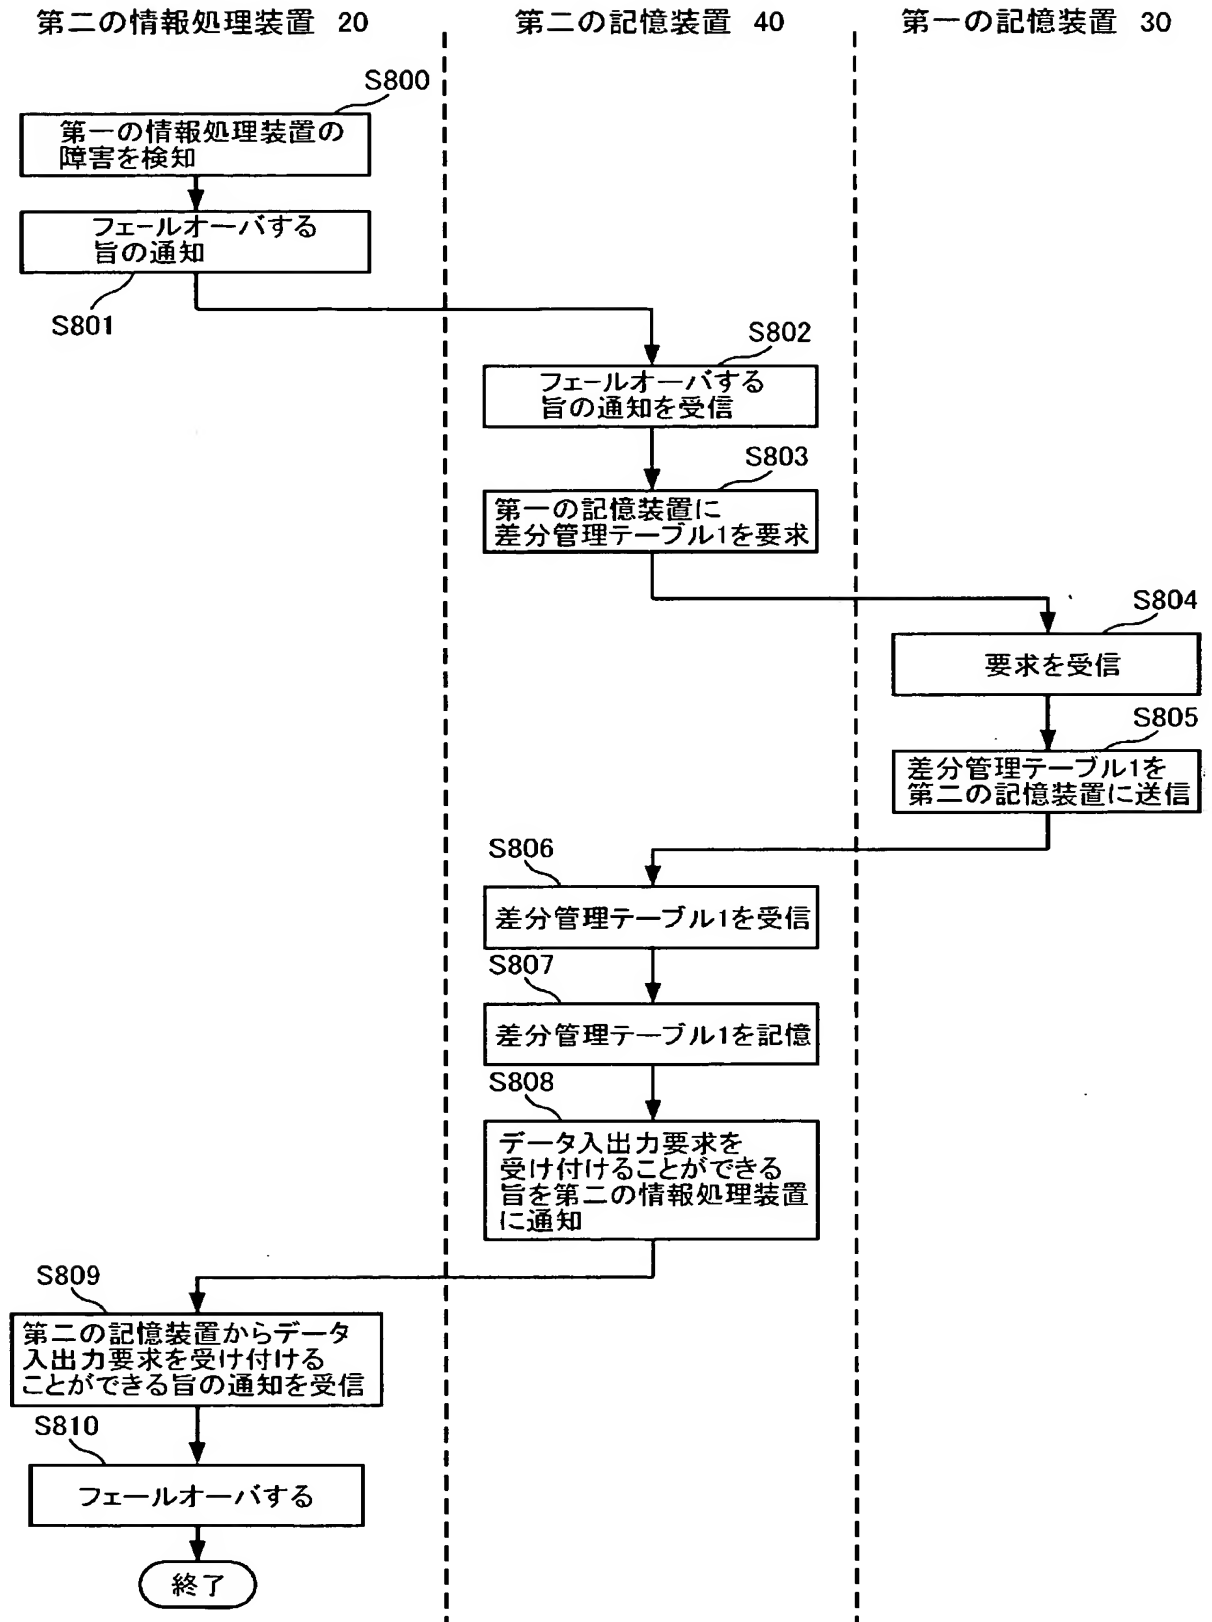 第二の情報処理装置 20
第二の記憶装置 40
第一の記憶装置 30
S800
第一の情報処理装置の
障害を検知
フェールオーバする
旨の通知
S801
S802
フェールオーバする
旨の通知を受信
S803
第一の記憶装置に
差分管理テーブル1を要求
S804
要求を受信
S805
差分管理テーブル1を
第二の記憶装置に送信
S806
差分管理テーブル1を受信
S807
差分管理テーブル1を記憶
S808
データ入出力要求を
受け付けることができる
旨を第二の情報処理装置
に通知
S809
第二の記憶装置からデータ
入出力要求を受け付ける
ことができる旨の通知を受信
S810
フェールオーバする
終了